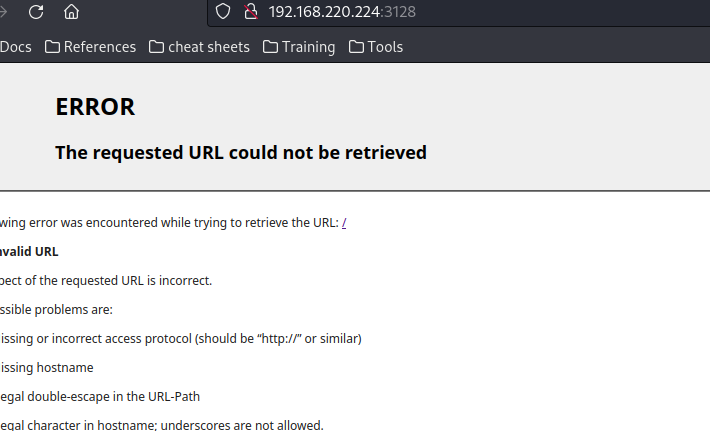 192.168.220.224:3128
Docs References cheat sheets Training Tools
ERROR
The requested URL could not be retrieved
wing error was encountered while trying to retrieve the URL: /
nvalid URL
pect of the requested URL is incorrect.
ssible problems are:
issing or incorrect access protocol (should be “http://” or similar)
issing hostname
egal double-escape in the URL-Path
egal character in hostname; underscores are not allowed.